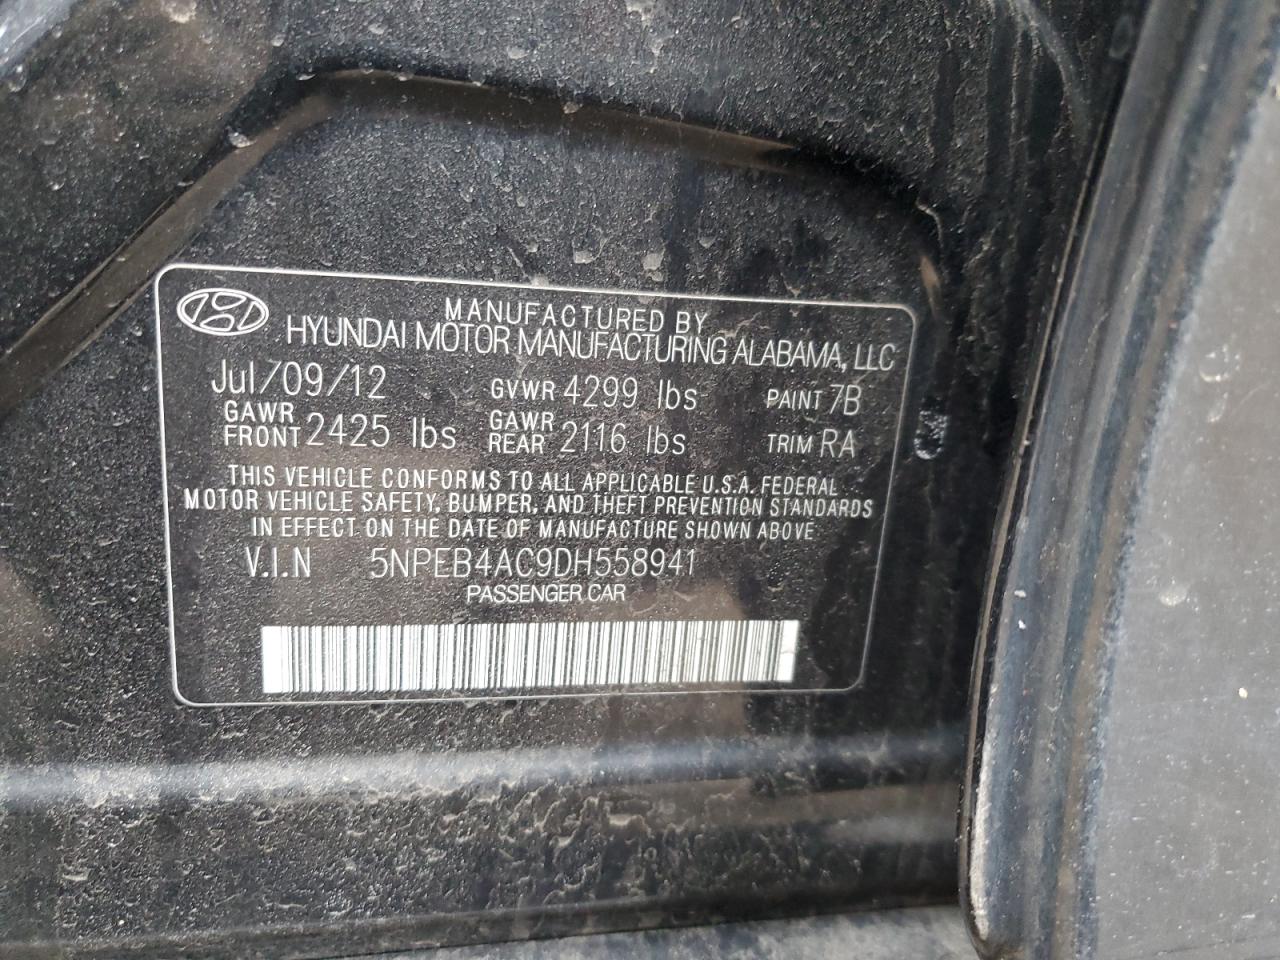 MANUFACTURED BY
HYUNDAI MOTOR MANUFACTURING ALABAMA, LLC
Jul/09/12 GVWR 4299 lbs PAINT 7B
GAWR FRONT 2425 lbs GAWR REAR 2116 lbs TRIM RA
THIS VEHICLE CONFORMS TO ALL APPLICABLE U.S.A. FEDERAL
MOTOR VEHICLE SAFETY, BUMPER, AND THEFT PREVENTION STANDARDS
IN EFFECT ON THE DATE OF MANUFACTURE SHOWN ABOVE
V.I.N 5NPEB4AC9DH558941
PASSENGER CAR